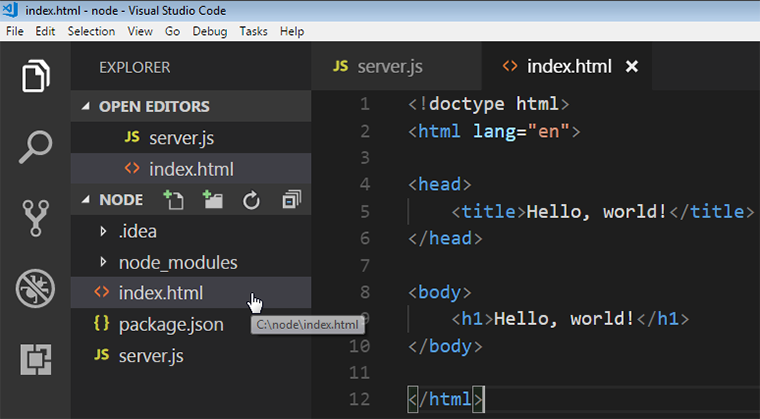 index.html - node - Visual Studio Code
File Edit Selection View Go Debug Tasks Help
EXPLORER
OPEN EDITORS
JS server.js
<> index.html
NODE
.idea
node_modules
<> index.html
{} package.json
C:\node\index.html
JS server.js
JS server.js
<> index.html
1 <!doctype html>
2 <html lang="en">
3
4 <head>
5 <title>Hello, world!</title>
6 </head>
7
8 <body>
9 <h1>Hello, world!</h1>
10 </body>
11
12 </html>